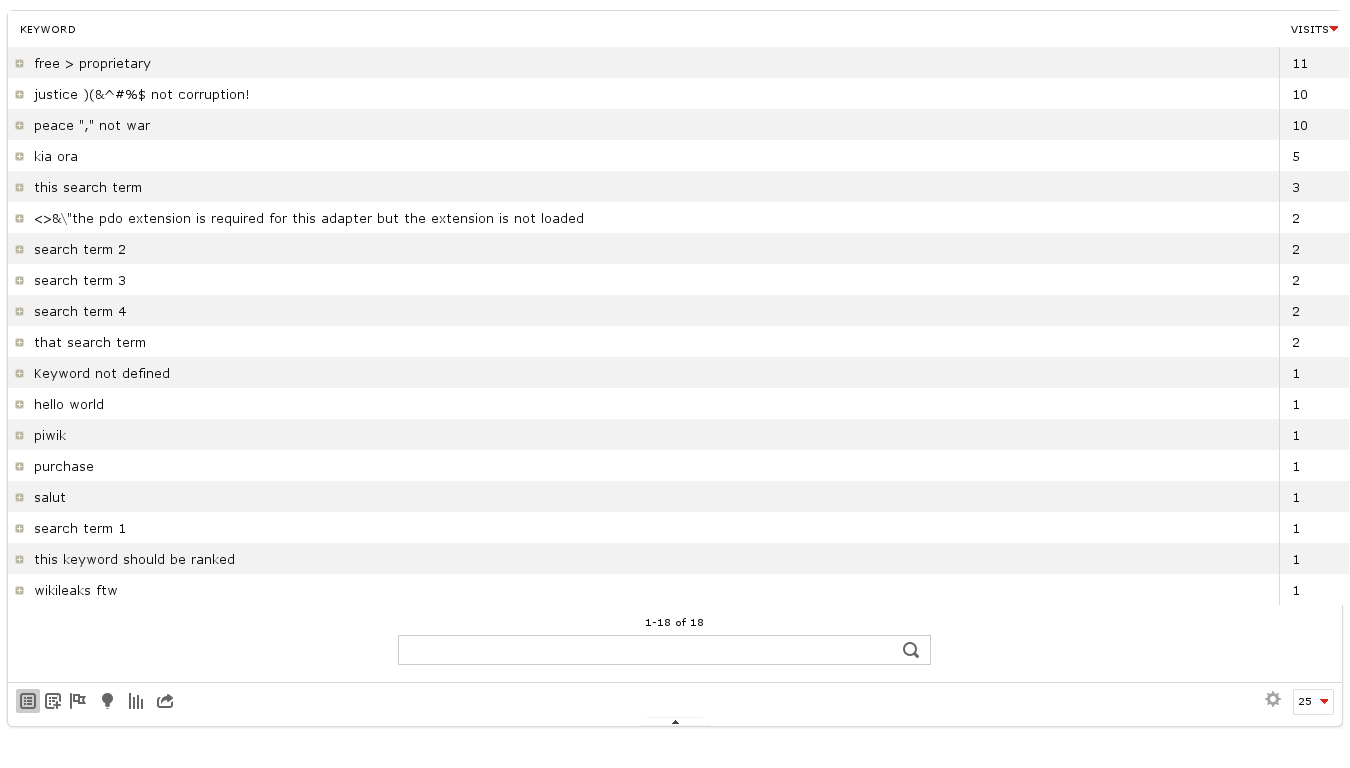 KEYWORD VISITS
free > proprietary 11
justice )(&^#%$ not corruption! 10
peace "," not war 10
kia ora 5
this search term 3
<>&\"the pdo extension is required for this adapter but the extension is not loaded 2
search term 2 2
search term 3 2
search term 4 2
that search term 2
Keyword not defined 1
hello world 1
piwik 1
purchase 1
salut 1
search term 1 1
this keyword should be ranked 1
wikileaks ftw 1
1-18 of 18
25